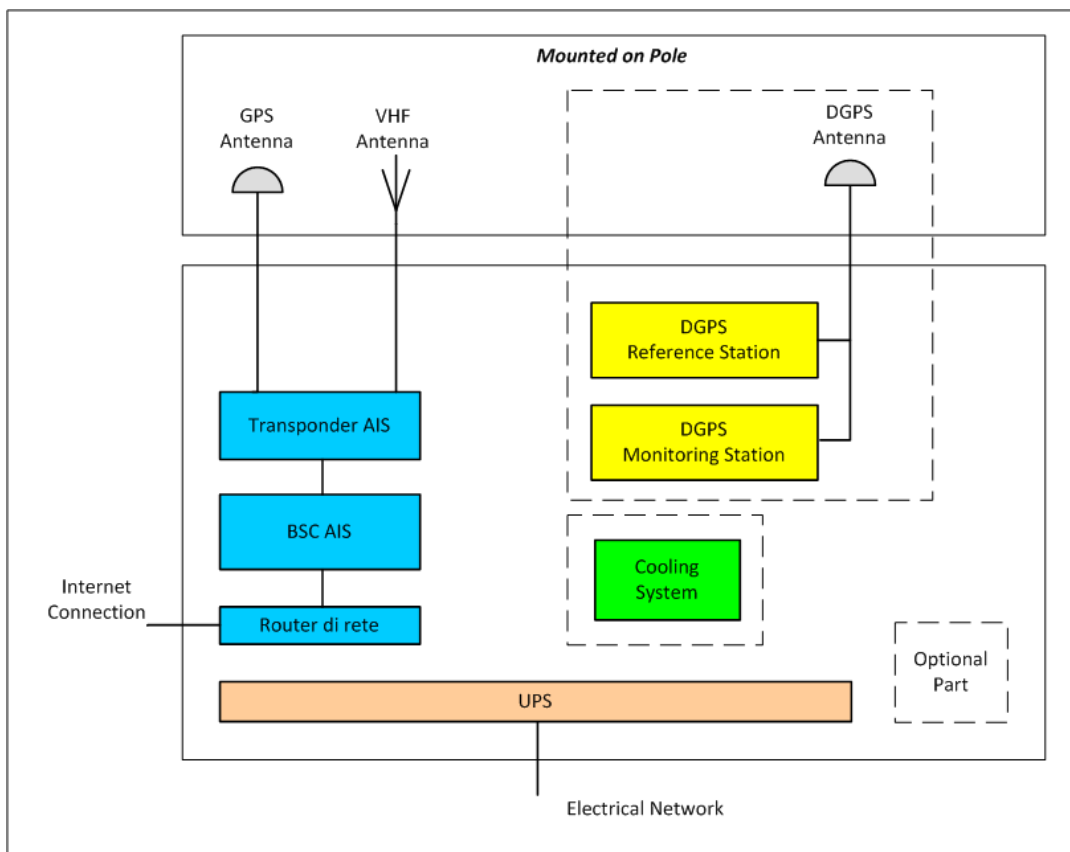 Mounted on Pole
GPS
Antenna
VHF
Antenna
DGPS
Antenna
DGPS
Reference Station
Transponder AIS
DGPS
Monitoring Station
BSC AIS
Cooling
System
Internet
Connection
Router di rete
Optional
Part
UPS
Electrical Network